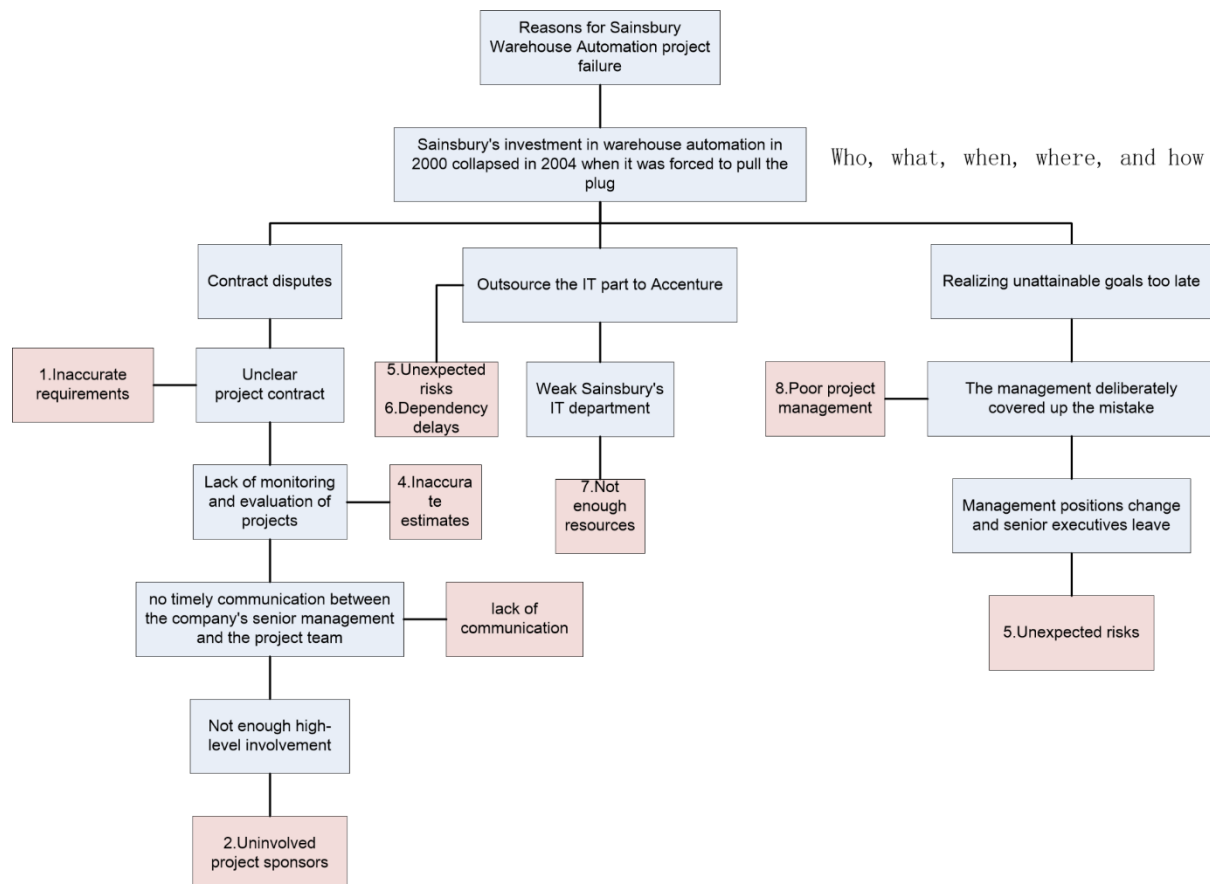 Reasons for Sainsbury
Warehouse Automation project
failure
Sainsbury's investment in warehouse automation in
2000 collapsed in 2004 when it was forced to pull the
plug
Who, what, when, where, and how
Contract disputes
Outsource the IT part to Accenture
Realizing unattainable goals too late
1.Inaccurate
requirements
Unclear
project contract
5.Unexpected
risks
6.Dependency
delays
Weak Sainsbury's
IT department
8.Poor project
management
The management deliberately
covered up the mistake
Lack of monitoring
and evaluation of
projects
4.Inaccura
te
estimates
7.Not
enough
resources
Management positions change
and senior executives leave
no timely communication between
the company's senior management
and the project team
lack of
communication
5.Unexpected risks
Not enough high-
level involvement
2.Uninvolved
project sponsors